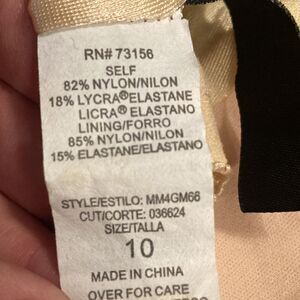 RN# 73156
SELF
82% NYLON/NILON
18% LYCRA®ELASTANE
LICRA®ELASTANO
LINING/FORRO
85% NYLON/NILON
15% ELASTANE/ELASTANO
STYLE/ESTILO: MM4GM66
CUT/CORTE: 036624
SIZE/TALLA
10
MADE IN CHINA
OVER FOR CARE